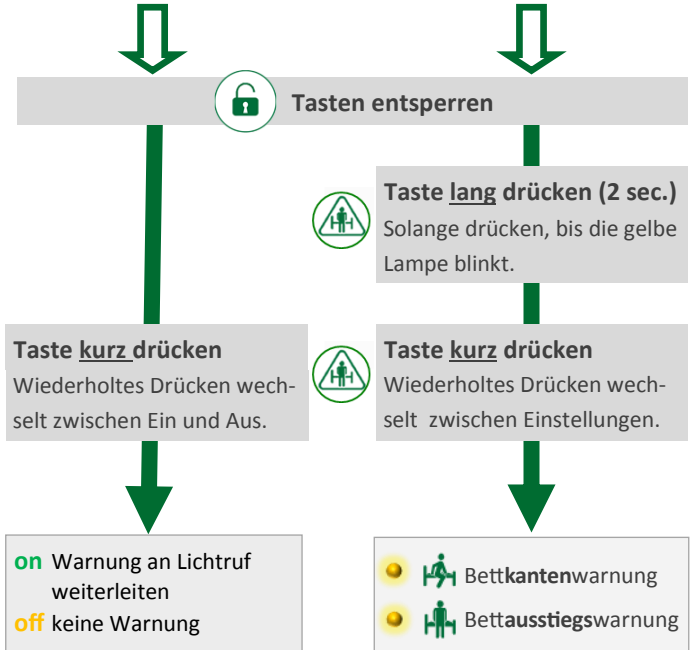 Tasten entsperren
Taste lang drücken (2 sec.)
Solange drücken, bis die gelbe
Lampe blinkt.
Taste kurz drücken
Wiederholtes Drücken wech-
selt zwischen Ein und Aus.
Taste kurz drücken
Wiederholtes Drücken wech-
selt zwischen Einstellungen.
on Warnung an Lichtruf
weiterleiten
off keine Warnung
Bettkantenwarnung
Bettausstiegswarnung